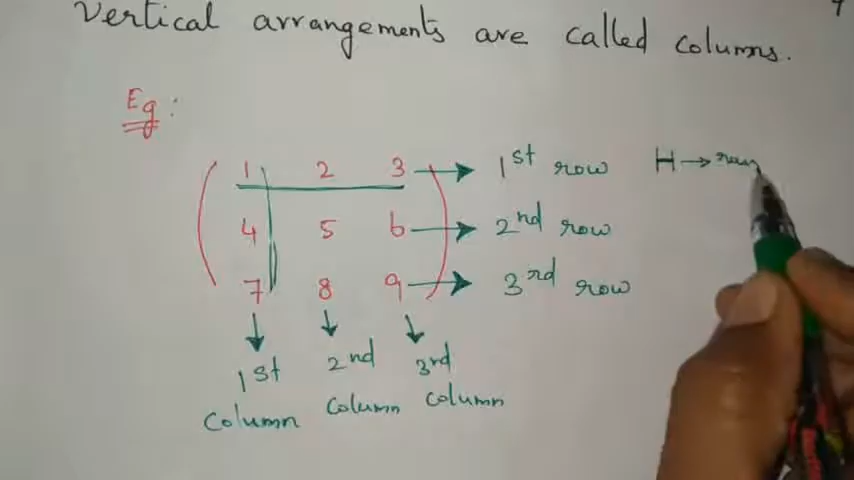 Vertical arrangements are called columns.
Eg:
1 2 3 → 1st row H → row
4 5 6 → 2nd row
7 8 9 → 3rd row
1st 2nd 3rd
column column column